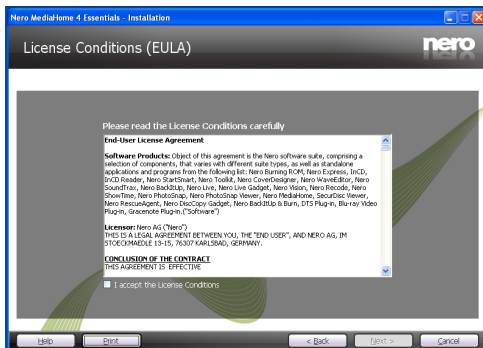 Nero MediaHome 4 Essentials - Installation
License Conditions (EULA)
nero
Please read the License Conditions carefully
End-User License Agreement
Software Products: Object of this agreement is the Nero software suite, comprising a
selection of components, that varies with different suite types, as well as standalone
applications and programs from the following list: Nero Burning ROM, Nero Express, InCD,
InCD Reader, Nero StartSmart, Nero Toolkit, Nero CoverDesigner, Nero WaveEditor, Nero
SoundTrax, Nero BackItUp, Nero Live, Nero Live Gadget, Nero Vision, Nero Recode, Nero
ShowTime, Nero PhotoSnap, Nero PhotoSnap Viewer, Nero MediaHome, SecurDisc Viewer,
Nero RescueAgent, Nero DiscCopy Gadget, Nero BackItUp & Burn, DTS Plug-in, Blu-ray Video
Plug-in, Gracenote Plug-in.("Software")
Licensor: Nero AG ("Nero")
THIS IS A LEGAL AGREEMENT BETWEEN YOU, THE "END USER", AND NERO AG, IM
STOECKMAEDLE 13-15, 76307 KARLSBAD, GERMANY.
CONCLUSION OF THE CONTRACT
THIS AGREEMENT IS EFFECTIVE
I accept the License Conditions
Help Print < Back Next > Cancel